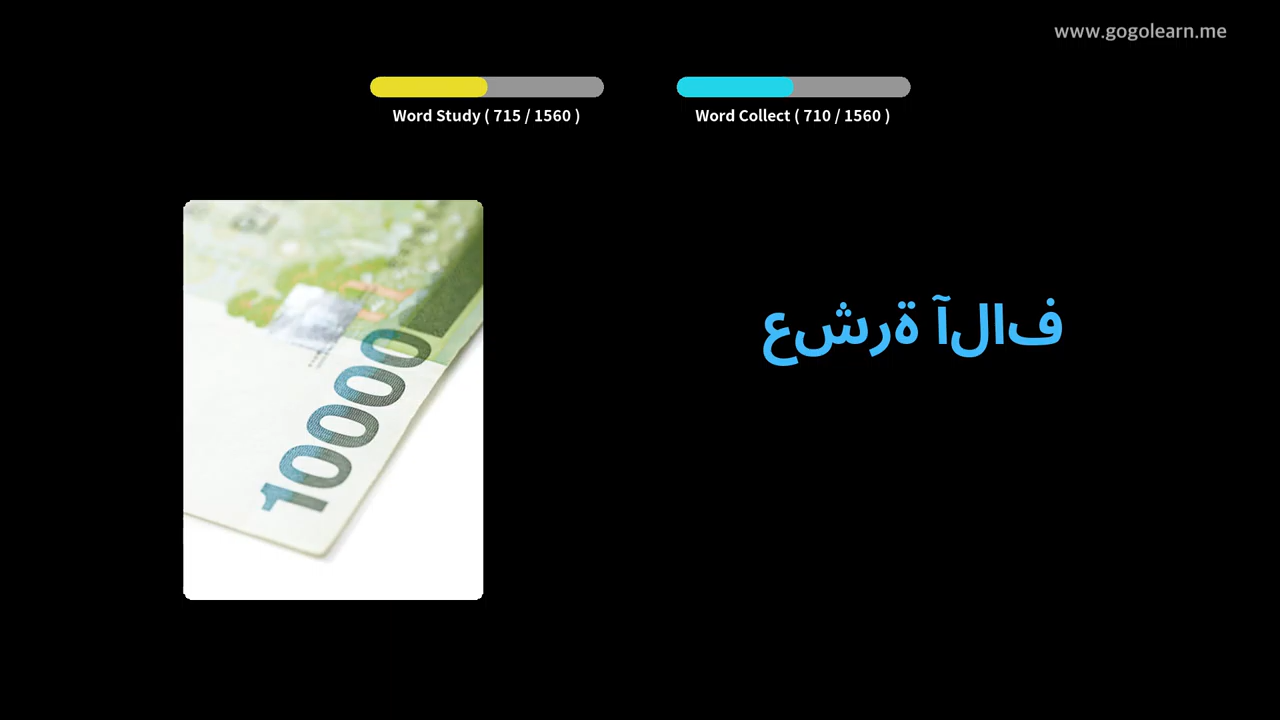 www.gogolearn.me
Word Study ( 715 / 1560 )
Word Collect ( 710 / 1560 )
عشرة آلاف
10000